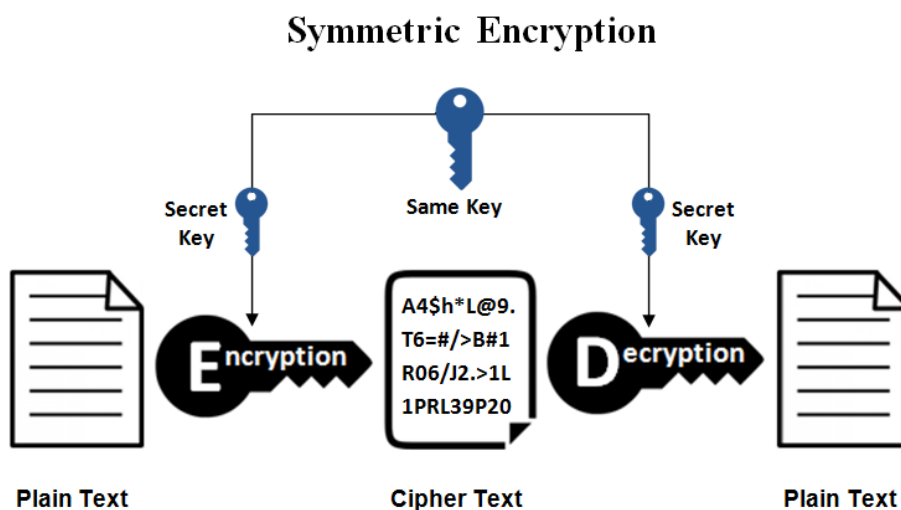 Symmetric Encryption
Secret
Key
Same Key
Secret
Key
Encryption
A4$h*L@9.
T6=#/>B#1
R06/J2.>1L
1PRL39P20
Decryption
Plain Text
Cipher Text
Plain Text